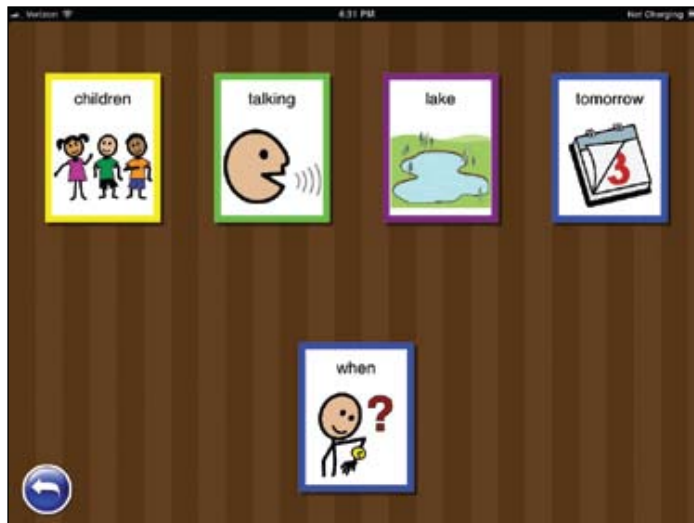 Verizon 4:31 PM Not Charging
children talking lake tomorrow
3
when
?